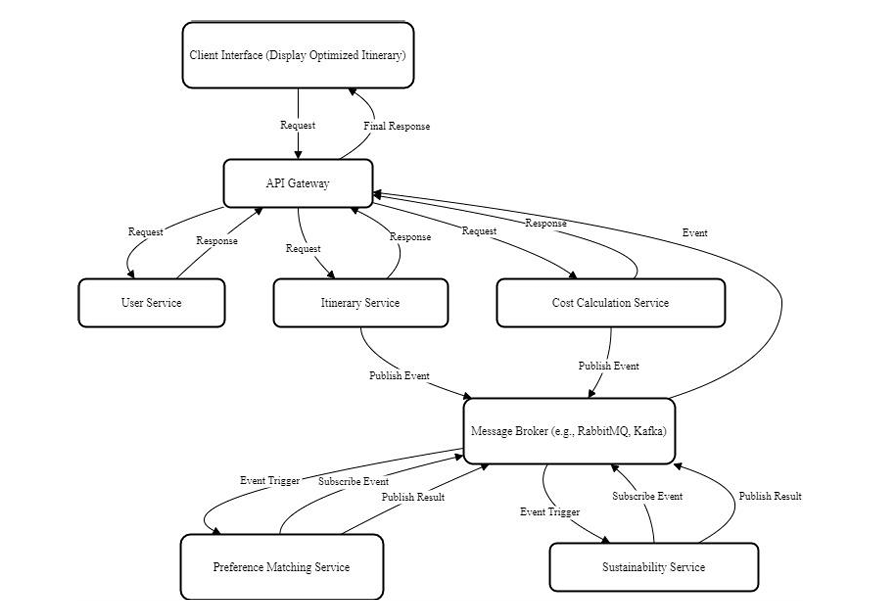 Client Interface (Display Optimized Itinerary)
Request
Final Response
API Gateway
Request
Response
Request
Response
Request
Response
Event
User Service
Itinerary Service
Cost Calculation Service
Publish Event
Publish Event
Message Broker (e.g., RabbitMQ, Kafka)
Event Trigger
Subscribe Event
Publish Result
Event Trigger
Subscribe Event
Publish Result
Preference Matching Service
Sustainability Service